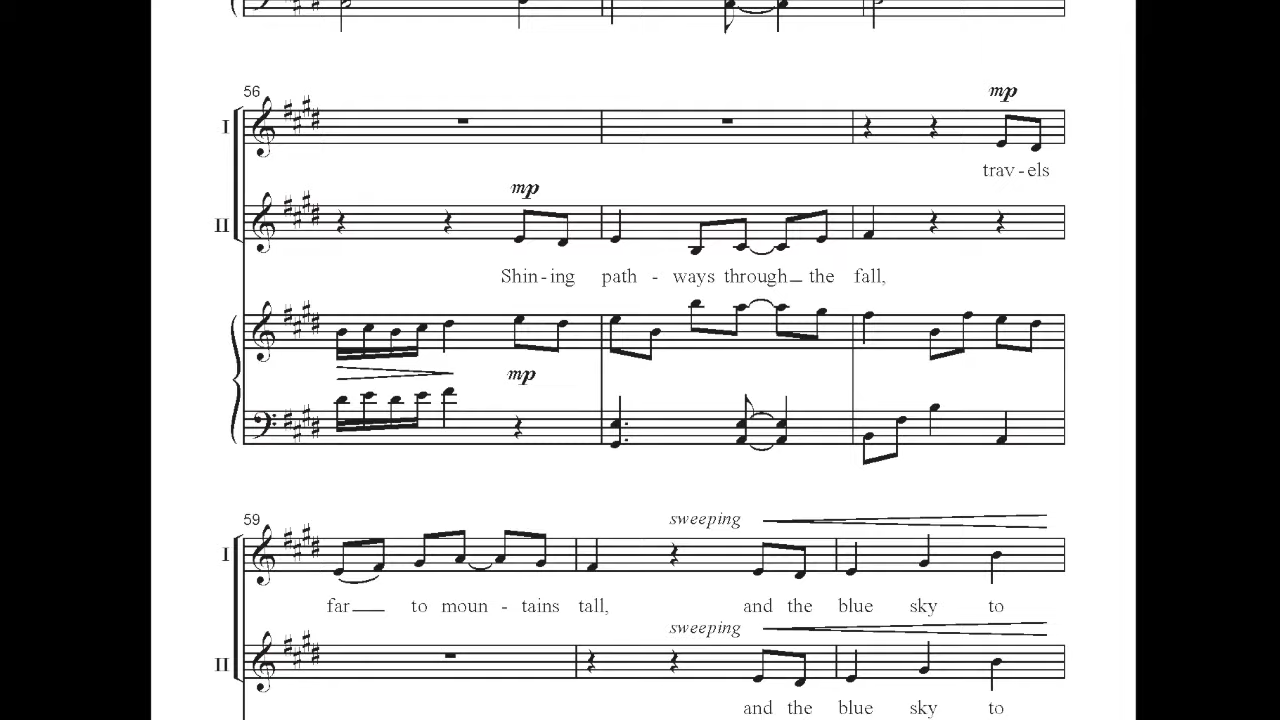 56
mp
I
trav - els
mp
II
Shin - ing path - ways through the fall,
mp
59
sweeping
I
far to moun - tains tall, and the blue sky to
sweeping
II
and the blue sky to